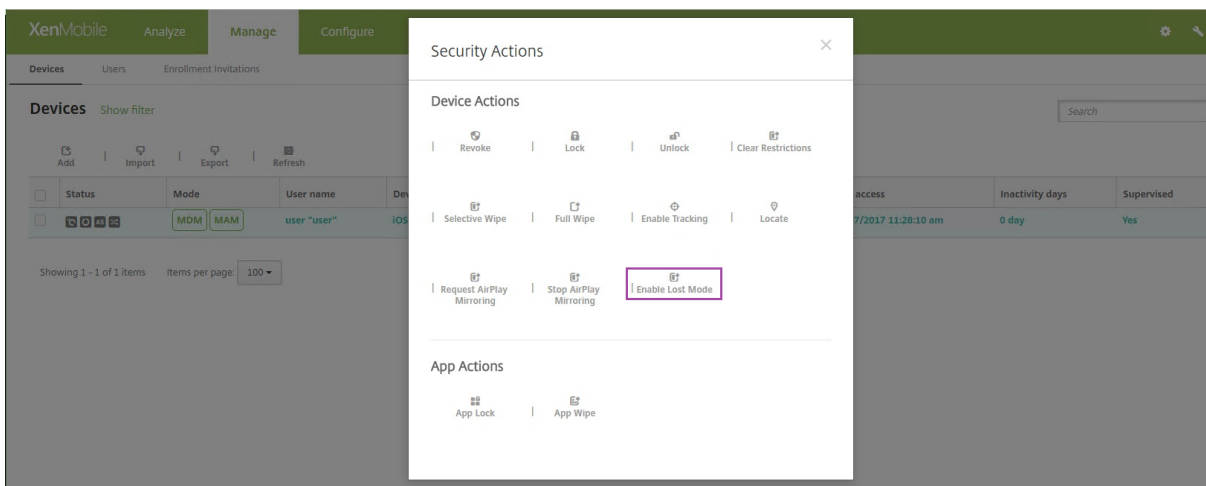 XenMobile Analyze Manage Configure
Devices Users Enrollment Invitations
Devices Show filter
Search
Add Import Export Refresh
Status Mode User name Dev access Inactivity days Supervised
MDM MAM user "user" iOS 7/2017 11:28:10 am 0 day Yes
Showing 1 - 1 of 1 items Items per page: 100
Security Actions
Device Actions
Revoke Lock Unlock Clear Restrictions
Selective Wipe Full Wipe Enable Tracking Locate
Request AirPlay Stop AirPlay Enable Lost Mode
Mirroring Mirroring
App Actions
App Lock App Wipe